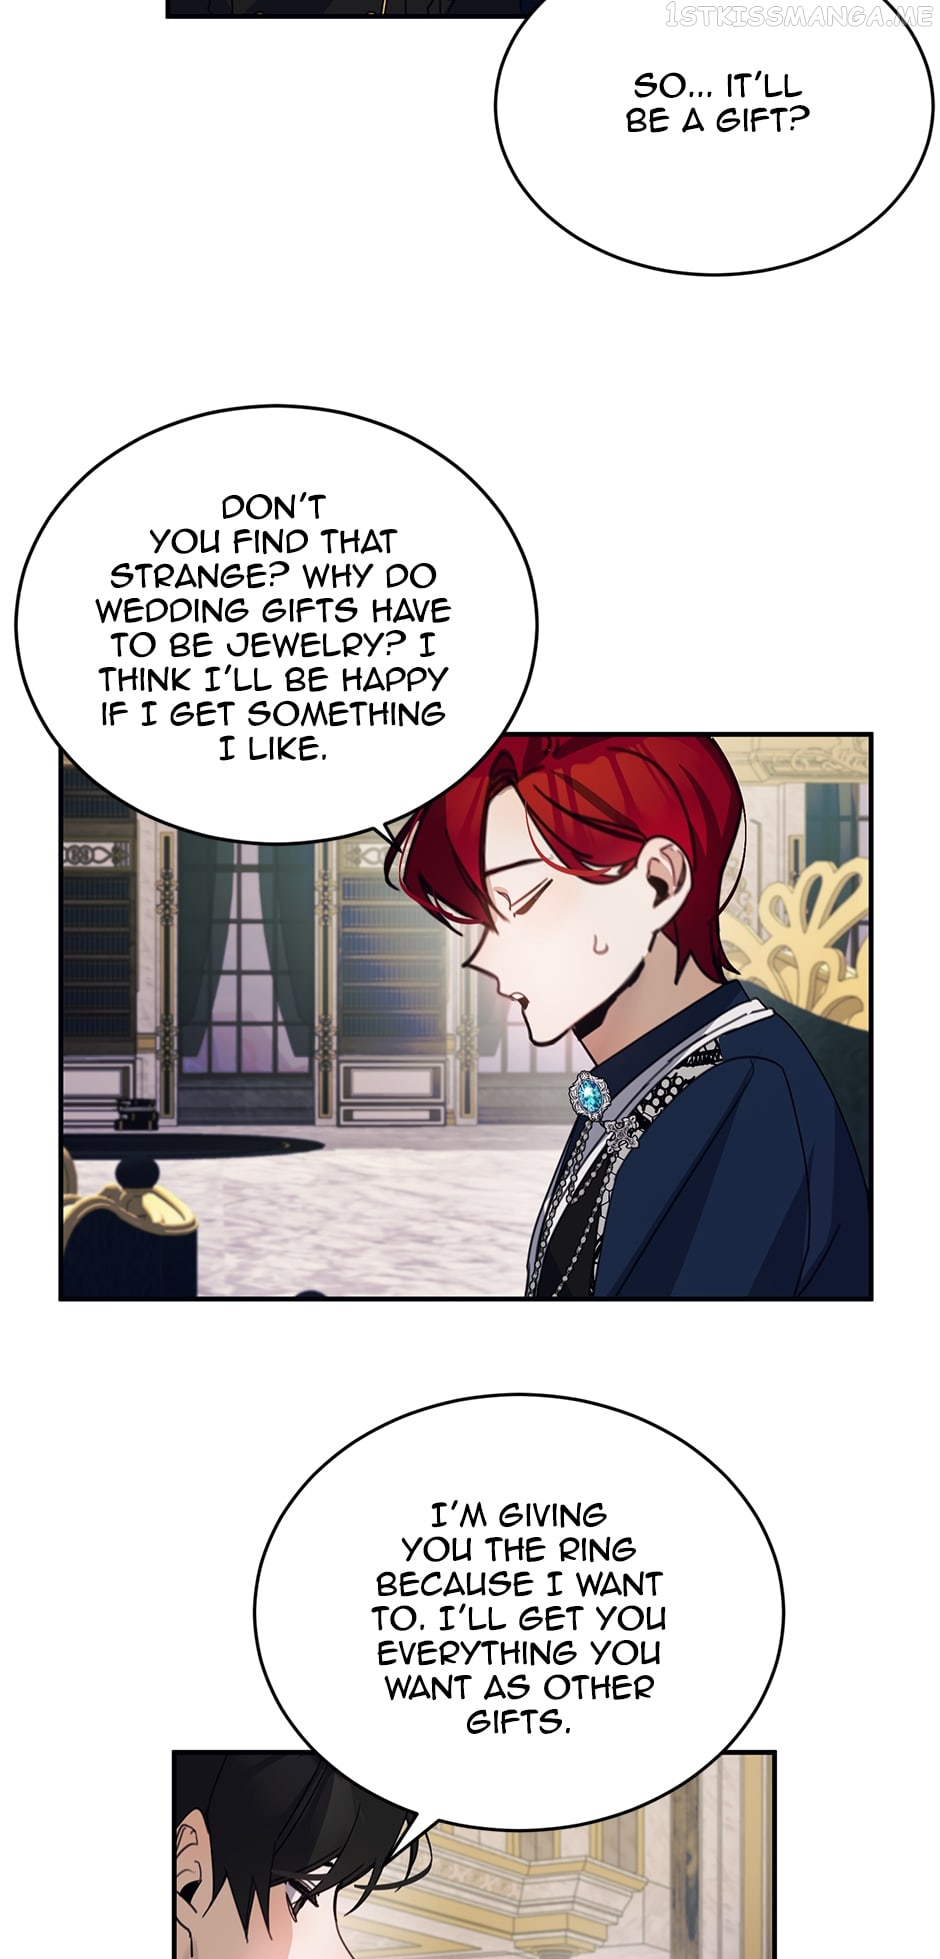 1STKISSMANGA.ME
SO... IT'LL
BE A GIFT?
DON'T
YOU FIND THAT
STRANGE? WHY DO
WEDDING GIFTS HAVE
TO BE JEWELRY? I
THINK I'LL BE HAPPY
IF I GET SOMETHING
I LIKE.
I'M GIVING
YOU THE RING
BECAUSE I WANT
TO. I'LL GET YOU
EVERYTHING YOU
WANT AS OTHER
GIFTS.